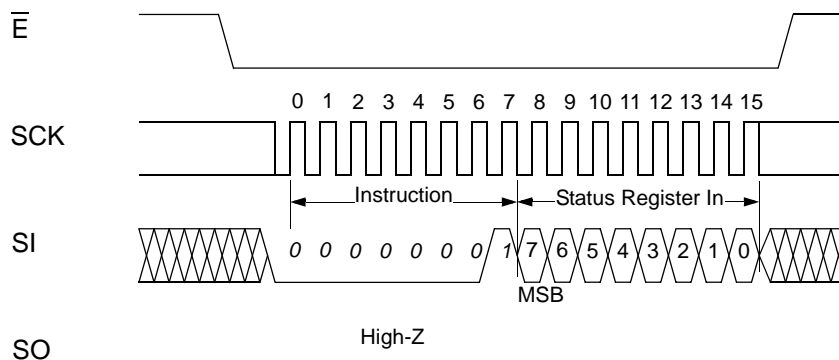 E
0 1 2 3 4 5 6 7 8 9 10 11 12 13 14 15
SCK
Instruction Status Register In
SI 0 0 0 0 0 0 0 1 7 6 5 4 3 2 1 0
MSB
High-Z
SO